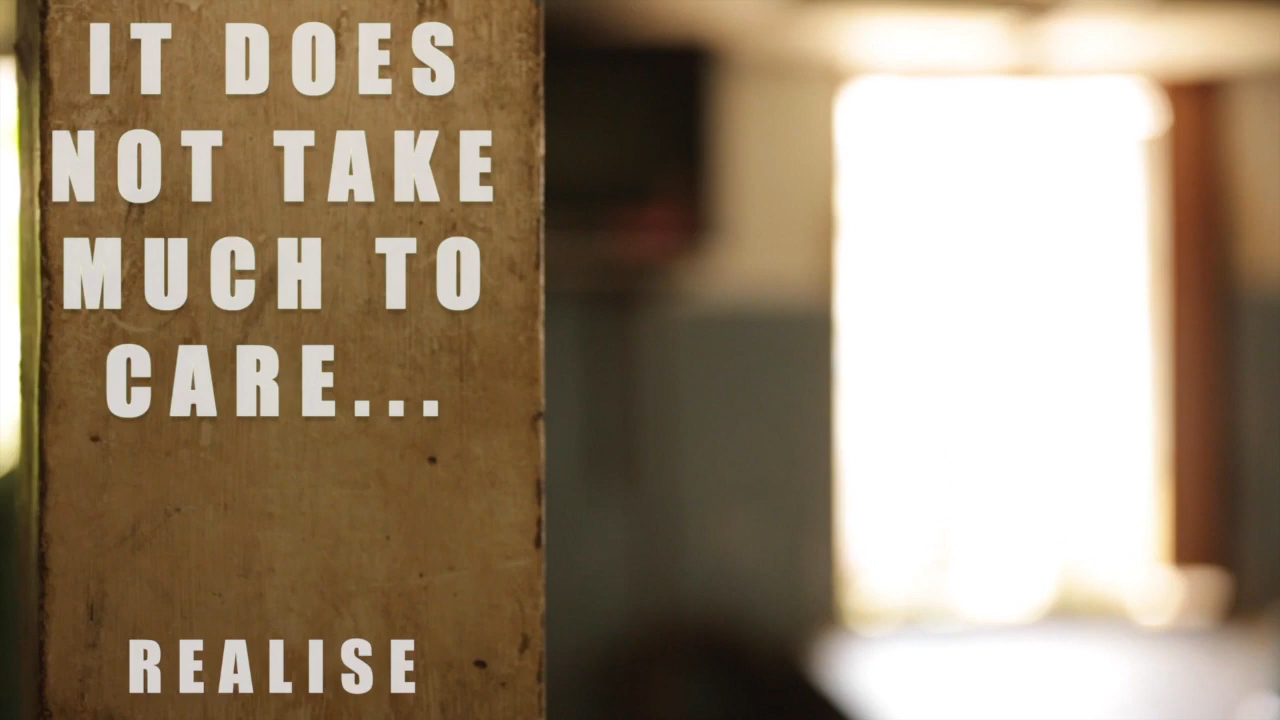 IT DOES
NOT TAKE
MUCH TO
CARE...
REALISE